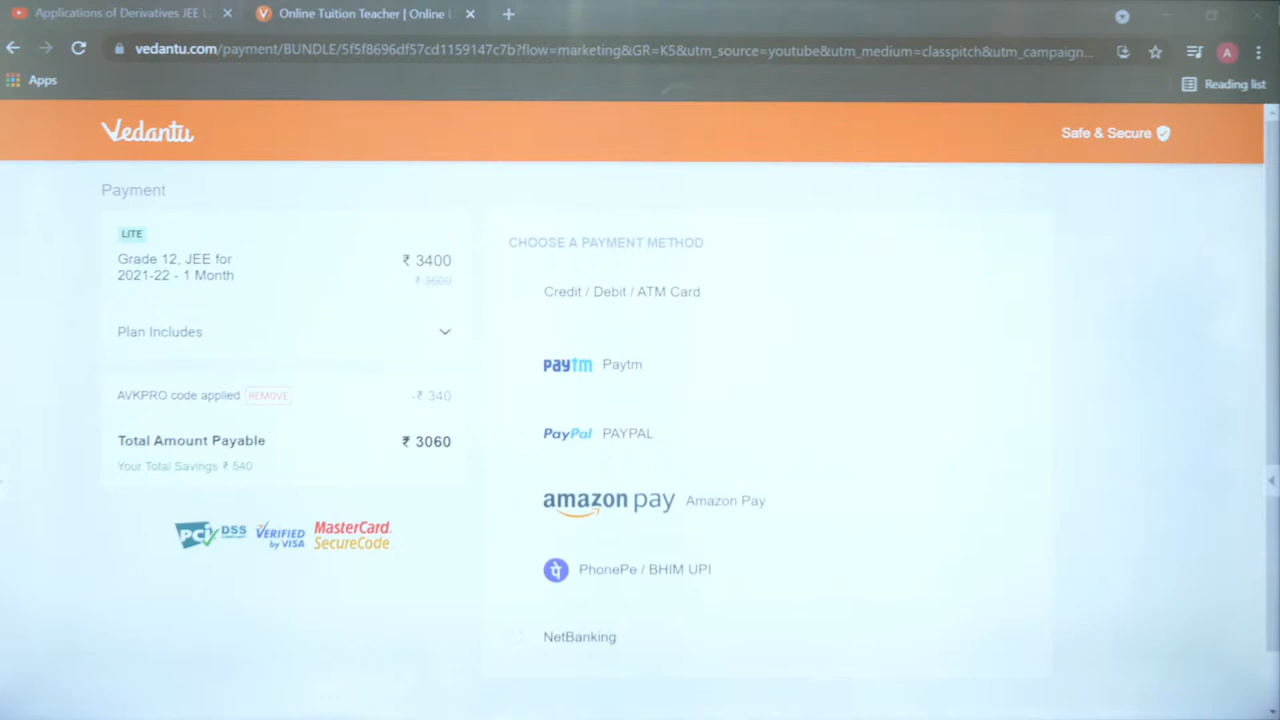 Applications of Derivatives JEE L
Online Tuition Teacher | Online L
vedantu.com/payment/BUNDLE/5f5f8696df57cd1159147c7b?flow=marketing&GR=K5&utm_source=youtube&utm_medium=classpitch&utm_campaign...
A
Apps
Reading list
Vedantu
Safe & Secure
Payment
LITE
Grade 12, JEE for
2021-22 - 1 Month
₹ 3400
₹ 3600
Plan Includes
AVKPRO code applied REMOVE
-₹ 340
Total Amount Payable
₹ 3060
Your Total Savings ₹ 540
PCI DSS COMPLIANT
VERIFIED by VISA
MasterCard. SecureCode
CHOOSE A PAYMENT METHOD
Credit / Debit / ATM Card
paytm Paytm
PayPal PAYPAL
amazon pay Amazon Pay
पे PhonePe / BHIM UPI
NetBanking